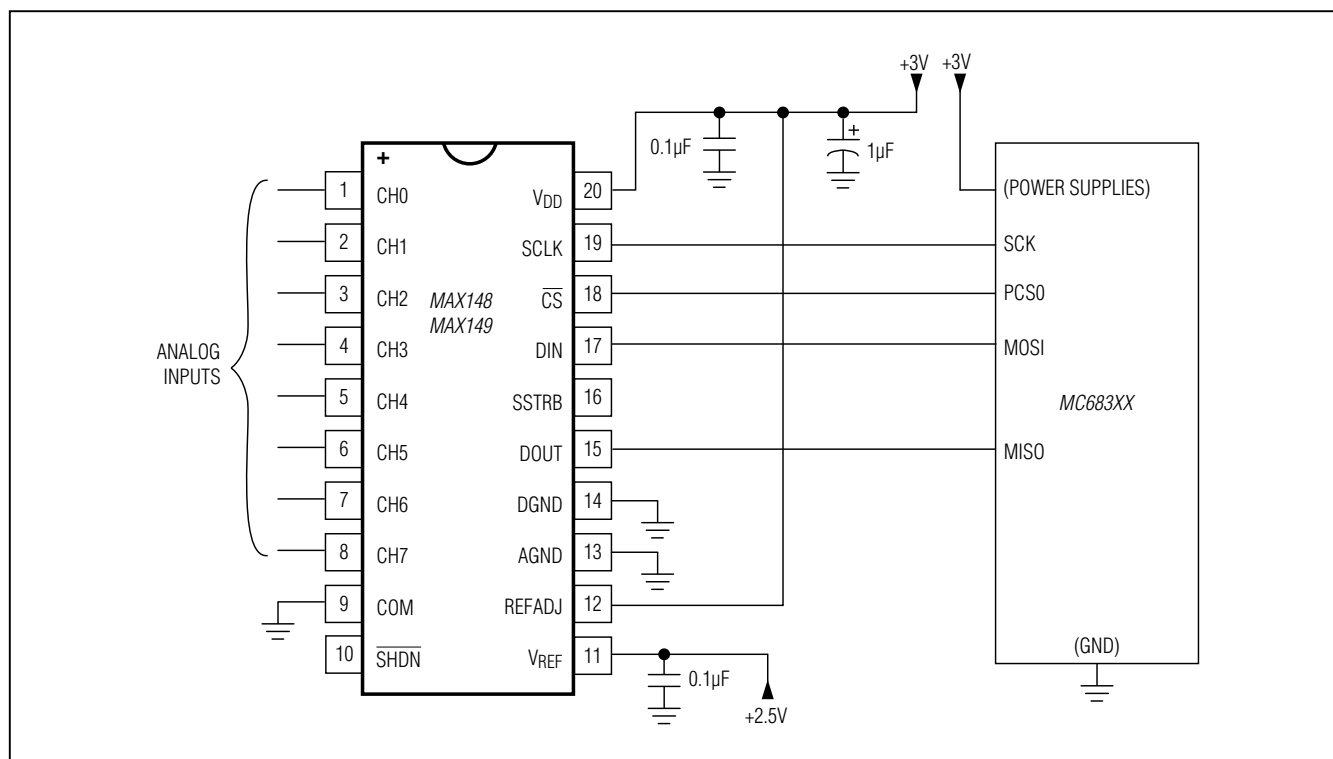 +3V
+3V
0.1µF
+
1µF
ANALOG
INPUTS
+
MAX148
MAX149
1
CH0
2
CH1
3
CH2
4
CH3
5
CH4
6
CH5
7
CH6
8
CH7
9
COM
10
SHDN
VDD
20
SCLK
19
CS
18
DIN
17
SSTRB
16
DOUT
15
DGND
14
AGND
13
REFADJ
12
VREF
11
0.1µF
+2.5V
(POWER SUPPLIES)
SCK
PCS0
MOSI
MC683XX
MISO
(GND)